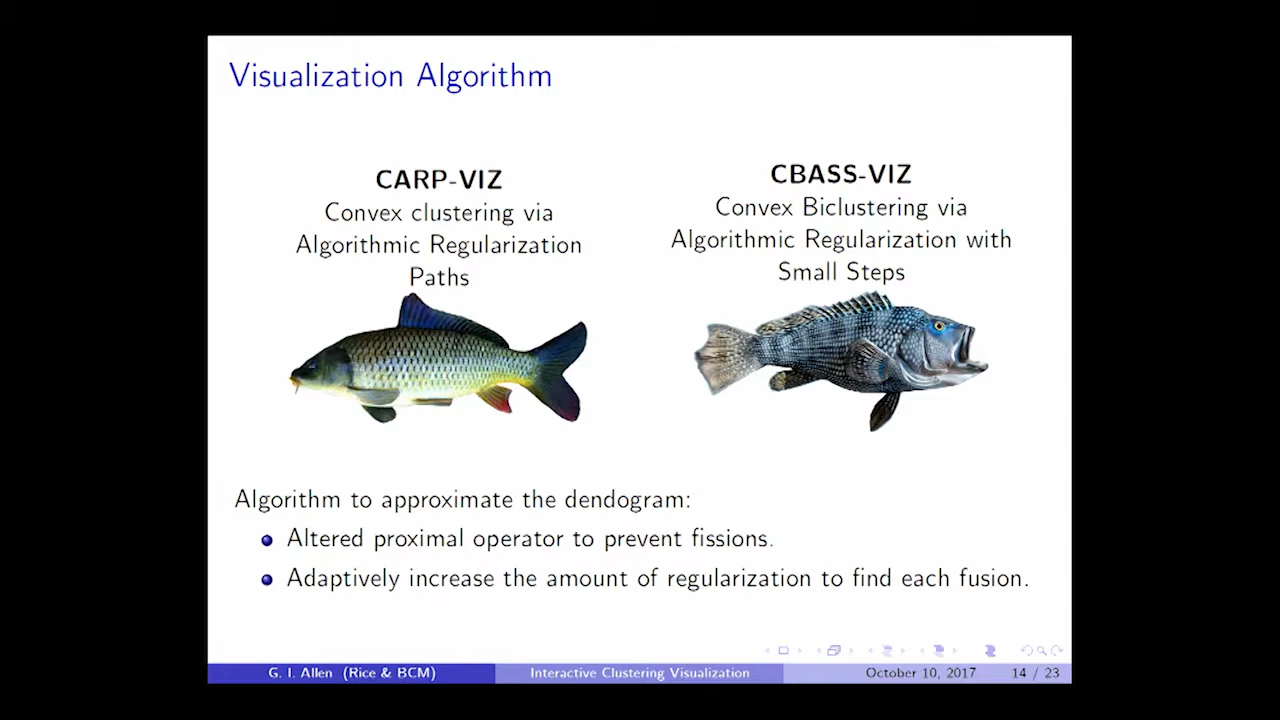 Visualization Algorithm
CARP-VIZ
Convex clustering via
Algorithmic Regularization
Paths
CBASS-VIZ
Convex Biclustering via
Algorithmic Regularization with
Small Steps
Algorithm to approximate the dendogram:
Altered proximal operator to prevent fissions.
Adaptively increase the amount of regularization to find each fusion.
G. I. Allen (Rice & BCM)
Interactive Clustering Visualization
October 10, 2017
14 / 23